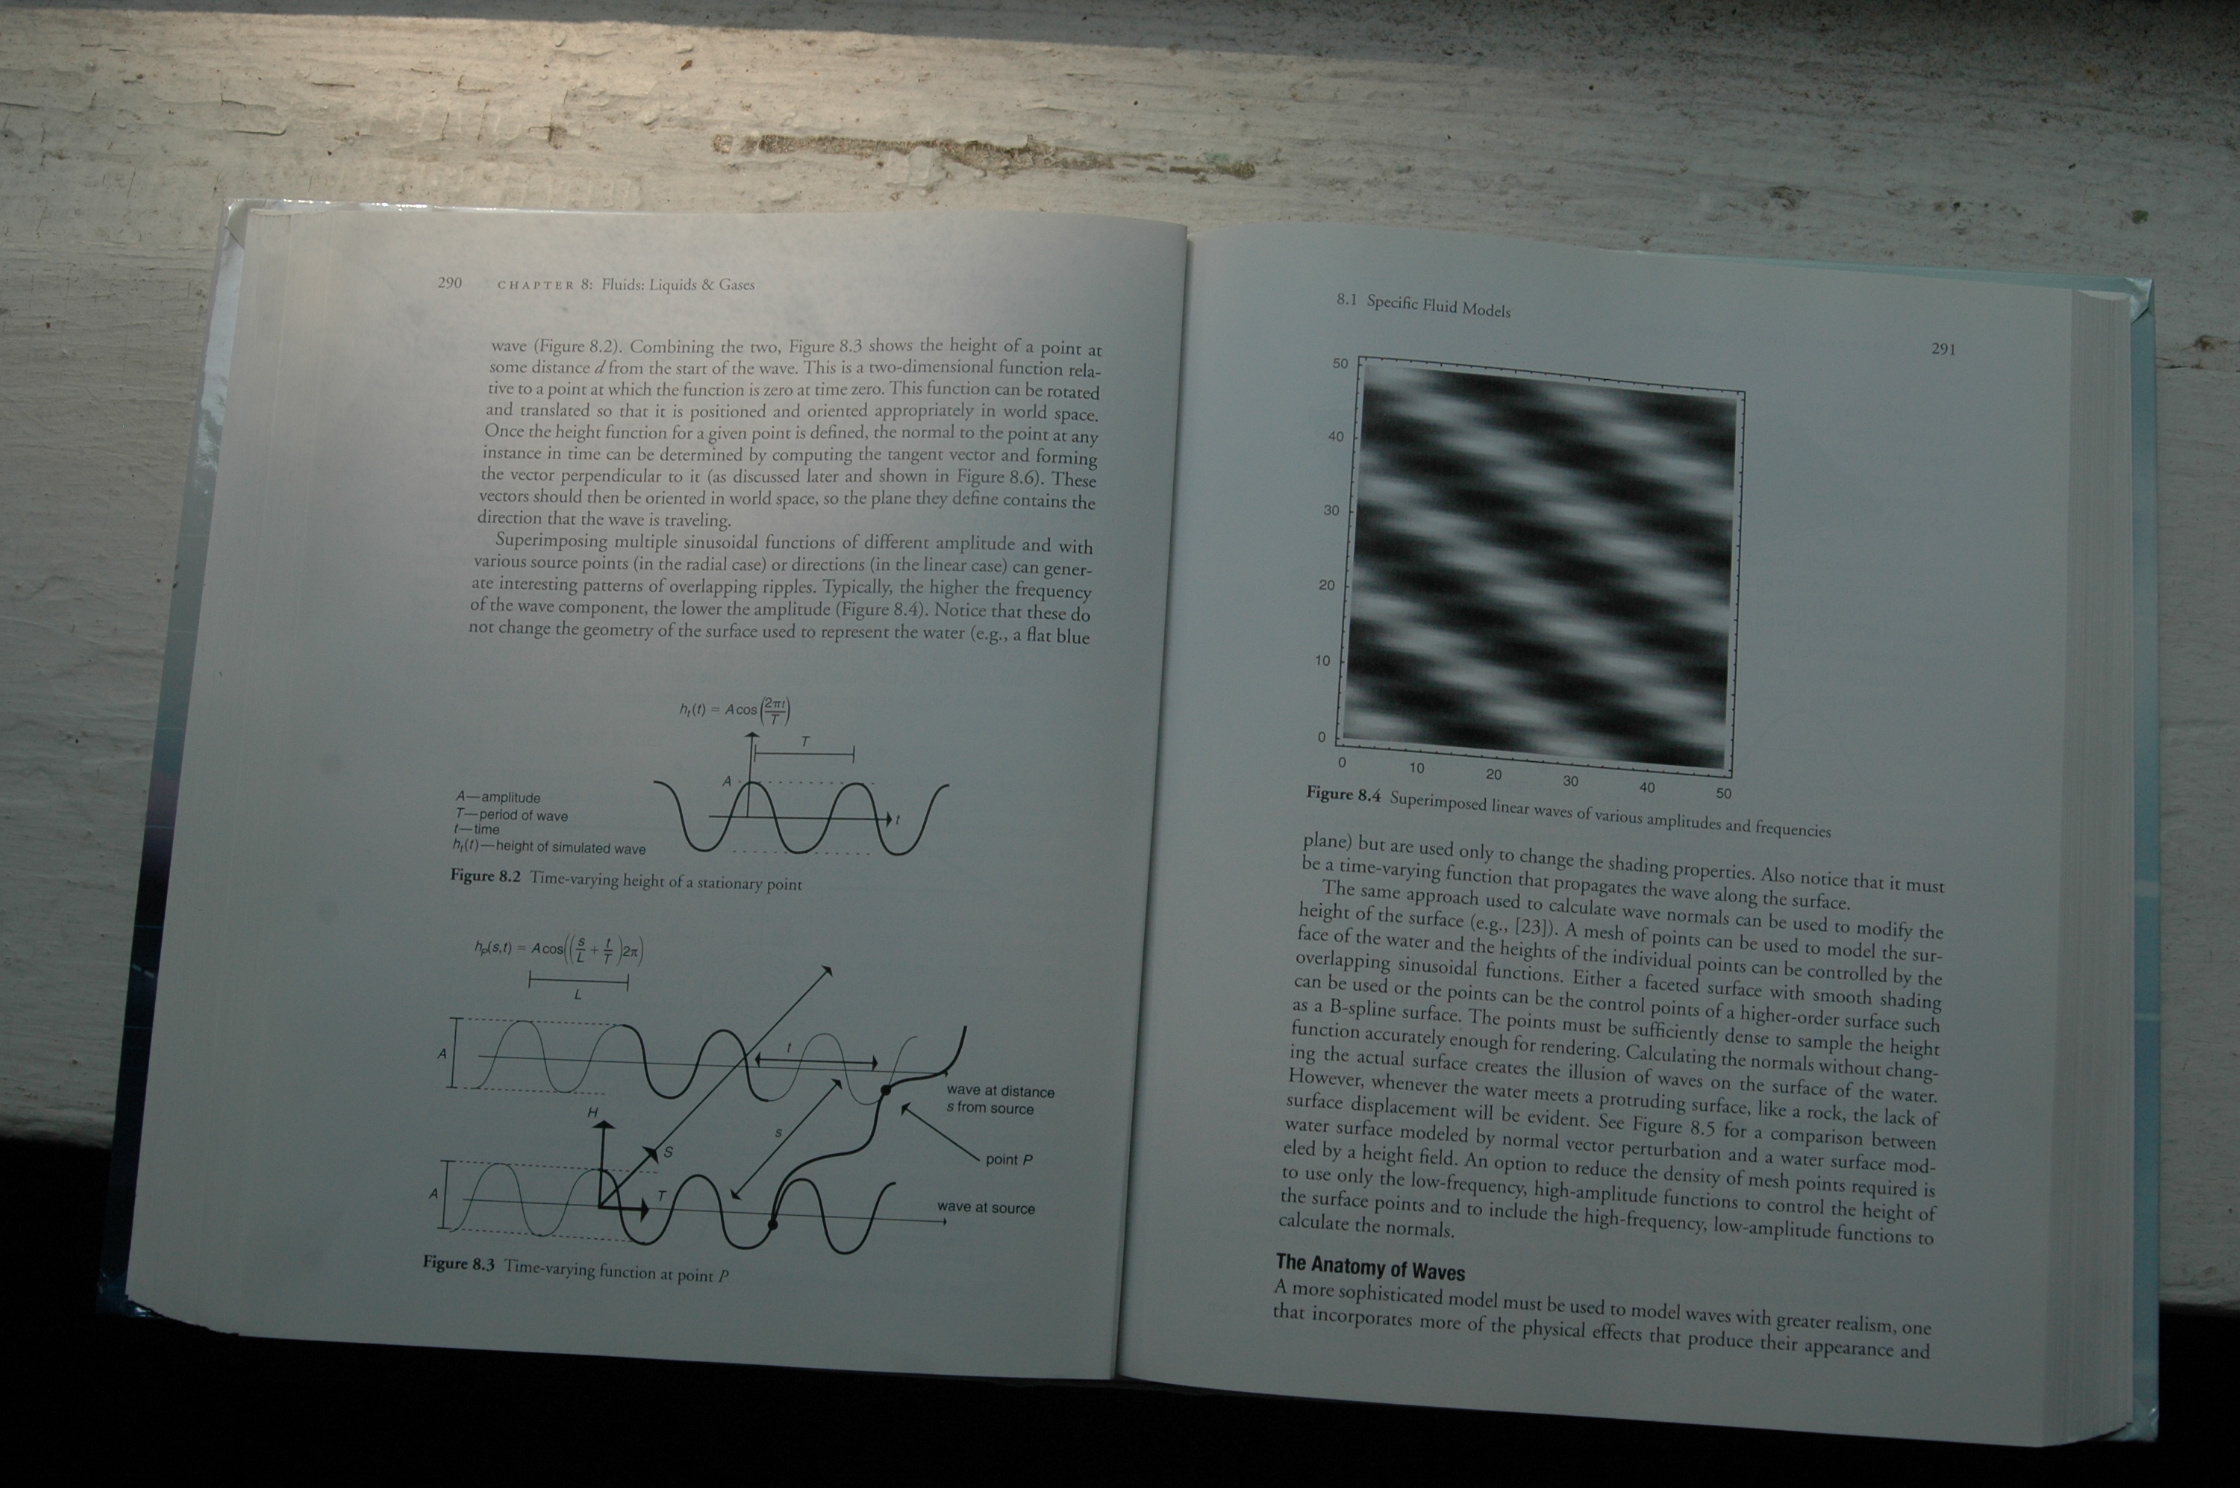 290 CHAPTER 8: Fluids: Liquids & Gases
wave (Figure 8.2). Combining the two, Figure 8.3 shows the height of a point at
some distance d from the start of the wave. This is a two-dimensional function rela-
tive to a point at which the function is zero at time zero. This function can be rotated
and translated so that it is positioned and oriented appropriately in world space.
Once the height function for a given point is defined, the normal to the point at any
instance in time can be determined by computing the tangent vector and forming
the vector perpendicular to it (as discussed later and shown in Figure 8.6). These
vectors should then be oriented in world space, so the plane they define contains the
direction that the wave is traveling.
Superimposing multiple sinusoidal functions of different amplitude and with
various source points (in the radial case) or directions (in the linear case) can gener-
ate interesting patterns of overlapping ripples. Typically, the higher the frequency
of the wave component, the lower the amplitude (Figure 8.4). Notice that these do
not change the geometry of the surface used to represent the water (e.g., a flat blue
hₜ(t) = A cos(2πt/T)
T
A
t
A—amplitude
T—period of wave
t—time
hₜ(t)—height of simulated wave
Figure 8.2 Time-varying height of a stationary point
hₚ(s,t) = A cos((s/L + t/T)2π)
L
A
t
H
S
s
T
A
wave at distance
s from source
point P
wave at source
Figure 8.3 Time-varying function at point P
8.1 Specific Fluid Models
291
50
40
30
20
10
0
0 10 20 30 40 50
Figure 8.4 Superimposed linear waves of various amplitudes and frequencies
plane) but are used only to change the shading properties. Also notice that it must
be a time-varying function that propagates the wave along the surface.
The same approach used to calculate wave normals can be used to modify the
height of the surface (e.g., [23]). A mesh of points can be used to model the sur-
face of the water and the heights of the individual points can be controlled by the
overlapping sinusoidal functions. Either a faceted surface with smooth shading
can be used or the points can be the control points of a higher-order surface such
as a B-spline surface. The points must be sufficiently dense to sample the height
function accurately enough for rendering. Calculating the normals without chang-
ing the actual surface creates the illusion of waves on the surface of the water.
However, whenever the water meets a protruding surface, like a rock, the lack of
surface displacement will be evident. See Figure 8.5 for a comparison between
water surface modeled by normal vector perturbation and a water surface mod-
eled by a height field. An option to reduce the density of mesh points required is
to use only the low-frequency, high-amplitude functions to control the height of
the surface points and to include the high-frequency, low-amplitude functions to
calculate the normals.
The Anatomy of Waves
A more sophisticated model must be used to model waves with greater realism, one
that incorporates more of the physical effects that produce their appearance and